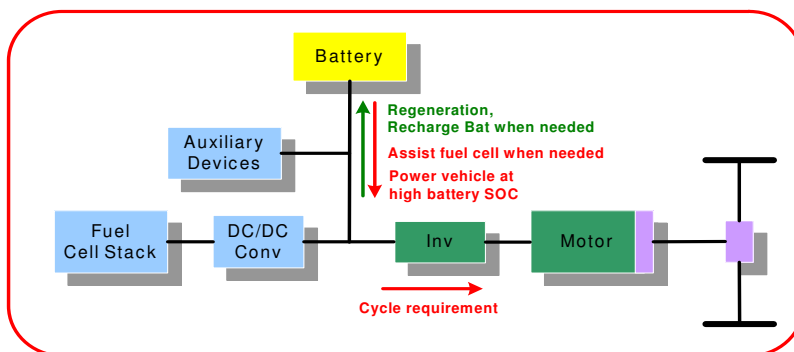 Battery
Regeneration,
Recharge Bat when needed
Auxiliary
Devices
Assist fuel cell when needed
Power vehicle at
high battery SOC
Fuel
Cell Stack
DC/DC
Conv
Inv
Motor
Cycle requirement